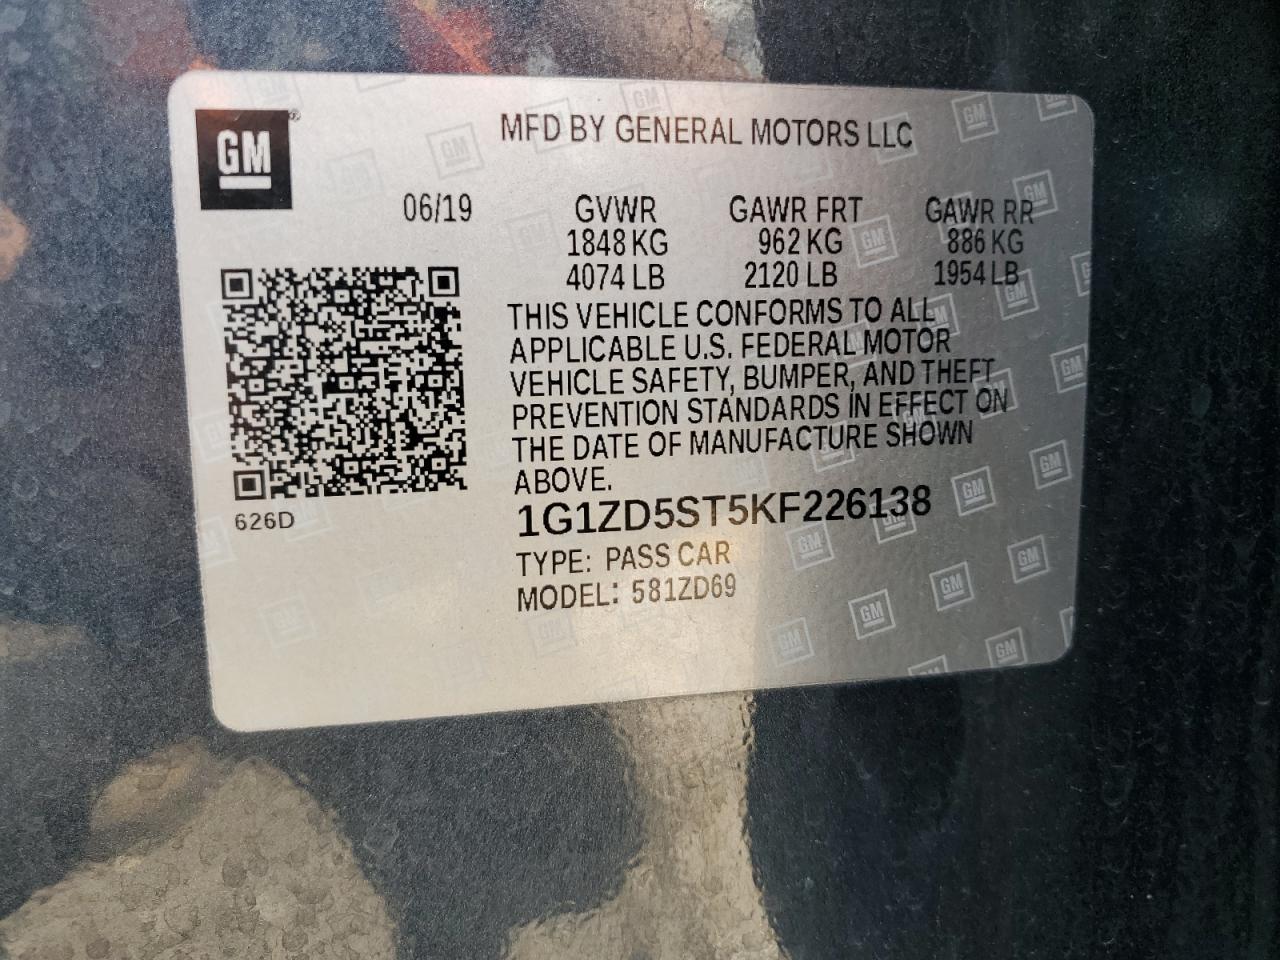 GM®
MFD BY GENERAL MOTORS LLC
06/19 GVWR GAWR FRT GAWR RR
1848 KG 962 KG 886 KG
4074 LB 2120 LB 1954 LB
THIS VEHICLE CONFORMS TO ALL
APPLICABLE U.S. FEDERAL MOTOR
VEHICLE SAFETY, BUMPER, AND THEFT
PREVENTION STANDARDS IN EFFECT ON
THE DATE OF MANUFACTURE SHOWN
ABOVE.
626D
1G1ZD5ST5KF226138
TYPE: PASS CAR
MODEL: 581ZD69